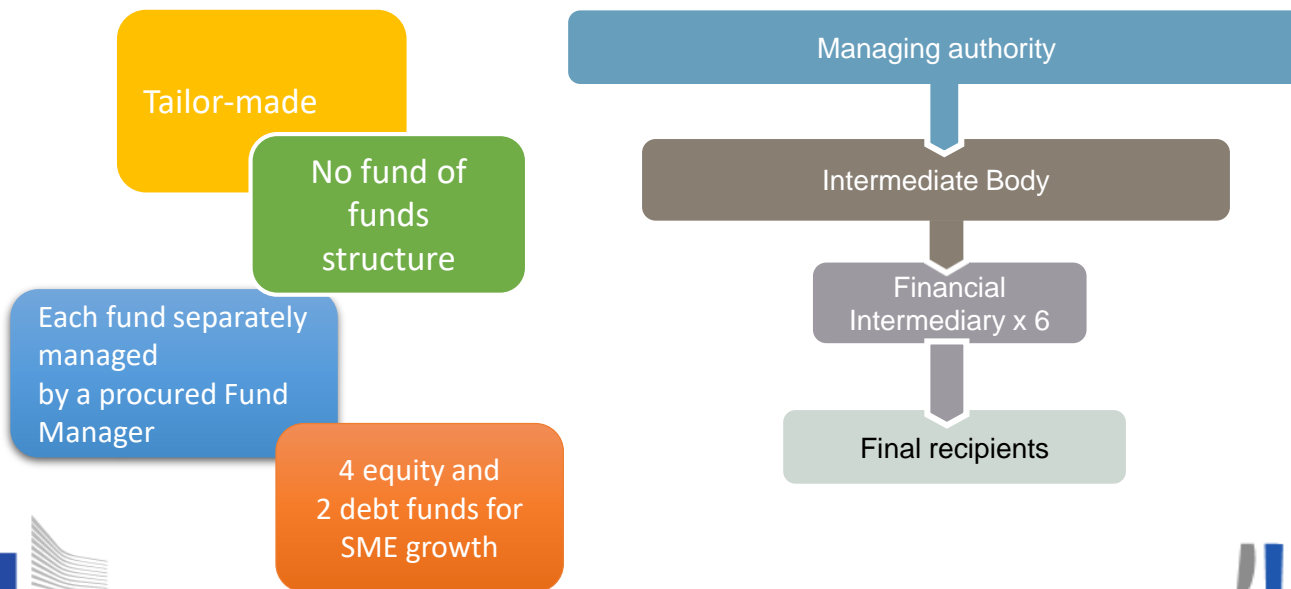 Tailor-made
No fund of
funds
structure
Each fund separately
managed
by a procured Fund
Manager
4 equity and
2 debt funds for
SME growth
Managing authority
Intermediate Body
Financial
Intermediary x 6
Final recipients